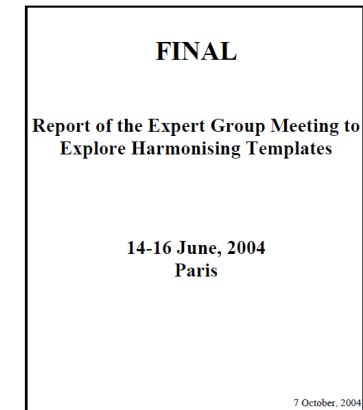 FINAL
Report of the Expert Group Meeting to
Explore Harmonising Templates
14-16 June, 2004
Paris
7 October, 2004